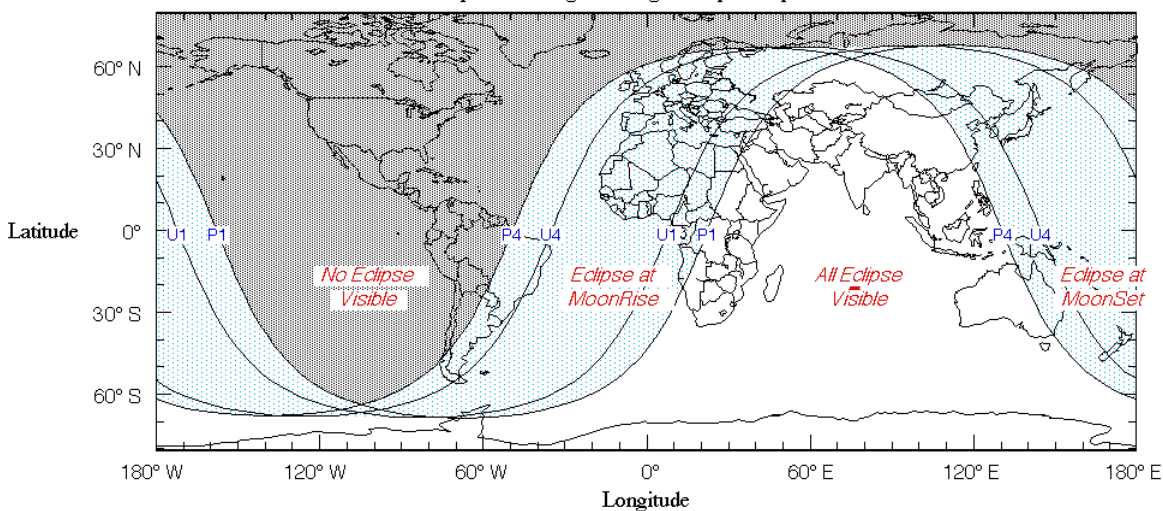 60° N
30° N
Latitude
0°
30° S
60° S
U1 P1 P4 U4 U1 P1 P4 U4
No Eclipse
Visible
Eclipse at
MoonRise
All Eclipse
Visible
Eclipse at
MoonSet
180° W 120° W 60° W 0° 60° E 120° E 180° E
Longitude